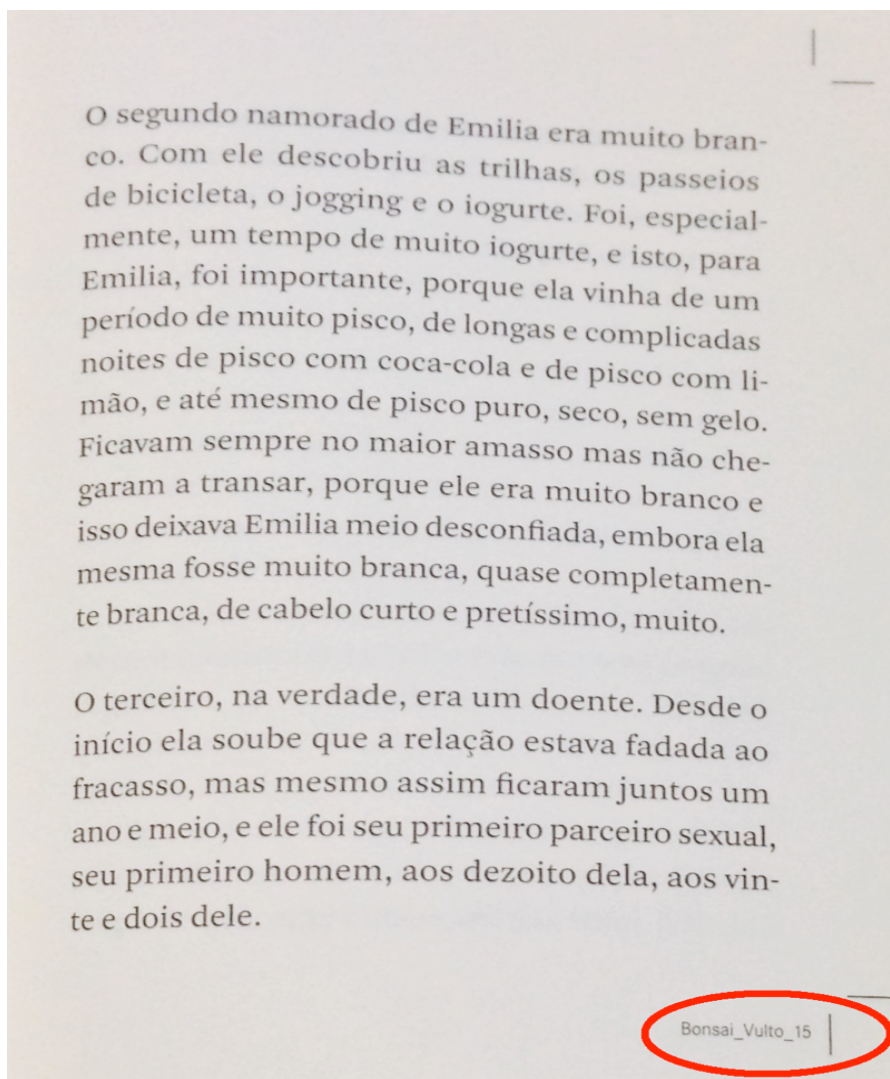 O segundo namorado de Emilia era muito bran-
co. Com ele descobriu as trilhas, os passeios
de bicicleta, o jogging e o iogurte. Foi, especial-
mente, um tempo de muito iogurte, e isto, para
Emilia, foi importante, porque ela vinha de um
período de muito pisco, de longas e complicadas
noites de pisco com coca-cola e de pisco com li-
mão, e até mesmo de pisco puro, seco, sem gelo.
Ficavam sempre no maior amasso mas não che-
garam a transar, porque ele era muito branco e
isso deixava Emilia meio desconfiada, embora ela
mesma fosse muito branca, quase completamen-
te branca, de cabelo curto e pretíssimo, muito.
O terceiro, na verdade, era um doente. Desde o
início ela soube que a relação estava fadada ao
fracasso, mas mesmo assim ficaram juntos um
ano e meio, e ele foi seu primeiro parceiro sexual,
seu primeiro homem, aos dezoito dela, aos vin-
te e dois dele.
Bonsai_Vulto_15